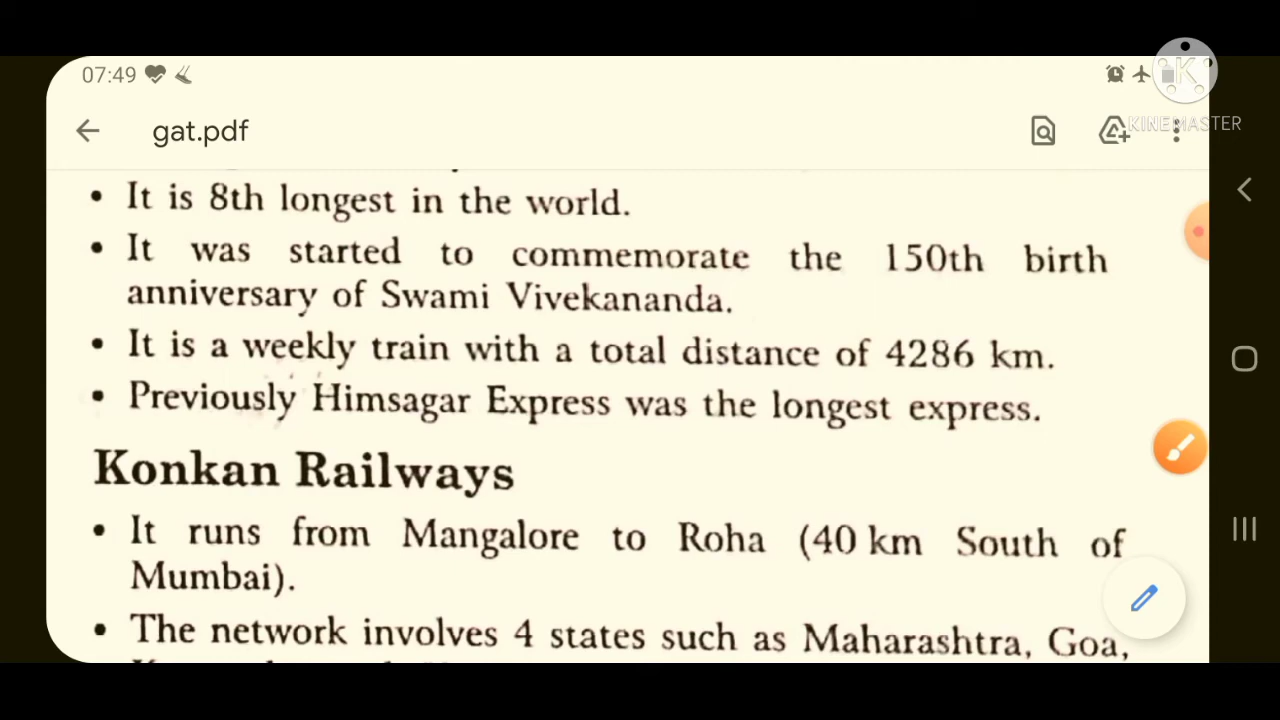 07:49
KINEMASTER
gat.pdf
• It is 8th longest in the world.
• It was started to commemorate the 150th birth
anniversary of Swami Vivekananda.
• It is a weekly train with a total distance of 4286 km.
• Previously Himsagar Express was the longest express.
Konkan Railways
• It runs from Mangalore to Roha (40 km South of
Mumbai).
• The network involves 4 states such as Maharashtra, Goa,